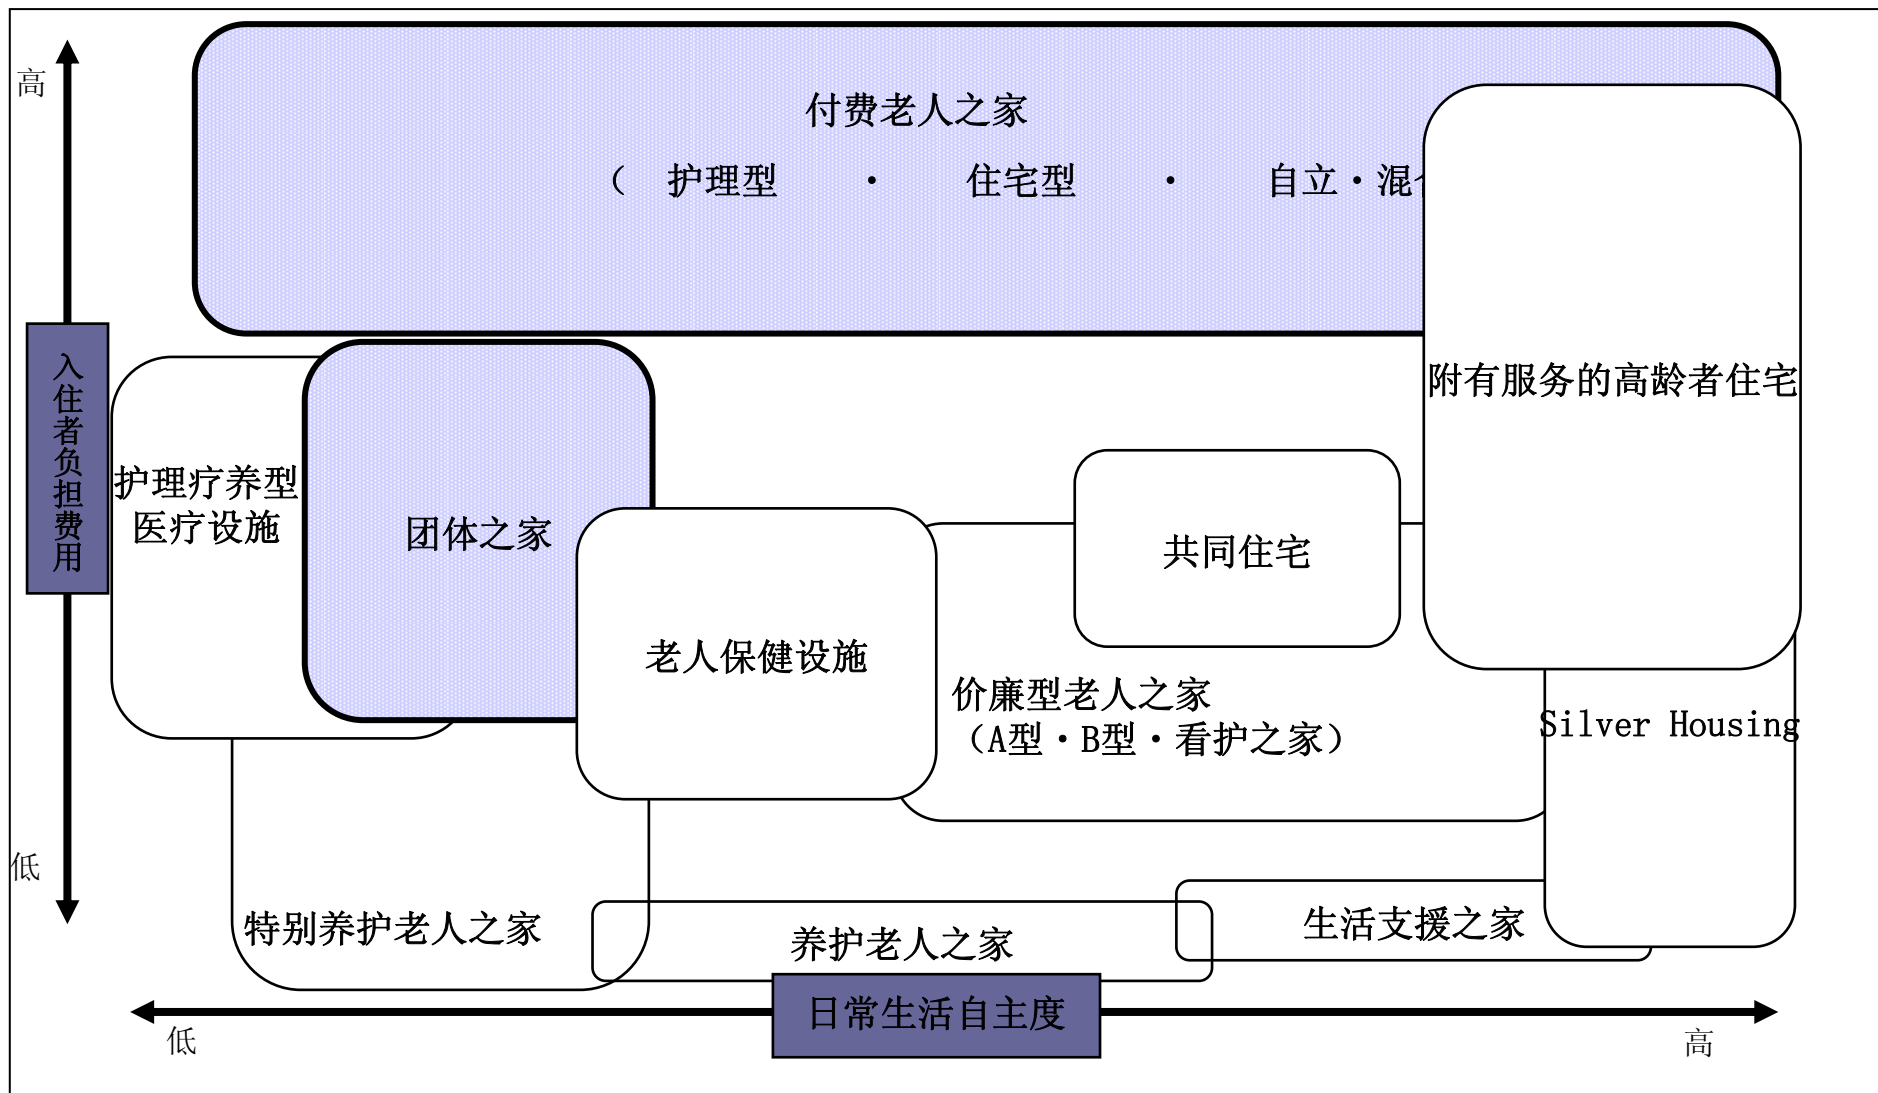 高
付费老人之家
（ 护理型 ・ 住宅型 ・ 自立・混
附有服务的高龄者住宅
入住者负担费用
护理疗养型
医疗设施
团体之家
共同住宅
老人保健设施
价廉型老人之家
（A型・B型・看护之家）
Silver Housing
低
特别养护老人之家
养护老人之家
生活支援之家
日常生活自主度
低
高